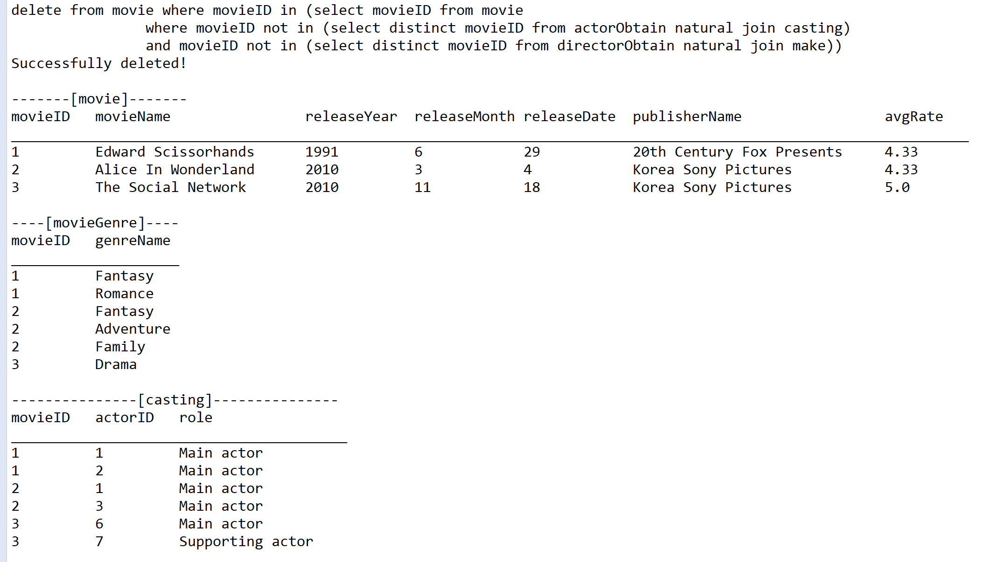 delete from movie where movieID in (select movieID from movie
where movieID not in (select distinct movieID from actorObtain natural join casting)
and movieID not in (select distinct movieID from directorObtain natural join make))
Successfully deleted!
-------[movie]-------
movieID movieName releaseYear releaseMonth releaseDate publisherName avgRate
1 Edward Scissorhands 1991 6 29 20th Century Fox Presents 4.33
2 Alice In Wonderland 2010 3 4 Korea Sony Pictures 4.33
3 The Social Network 2010 11 18 Korea Sony Pictures 5.0
----[movieGenre]----
movieID genreName
1 Fantasy
1 Romance
2 Fantasy
2 Adventure
2 Family
3 Drama
---------------[casting]---------------
movieID actorID role
1 1 Main actor
1 2 Main actor
2 1 Main actor
2 3 Main actor
3 6 Main actor
3 7 Supporting actor